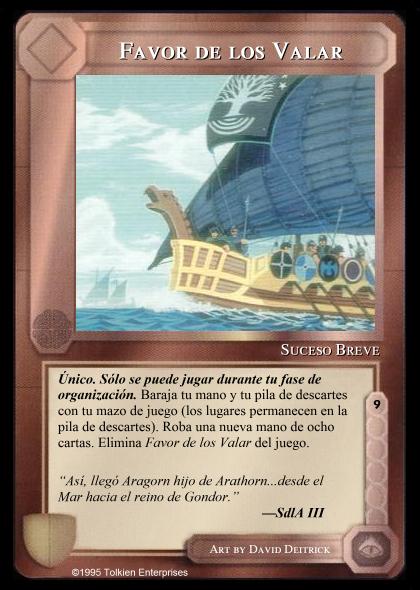 Favor de los Valar
Suceso Breve
Único. Sólo se puede jugar durante tu fase de
organización. Baraja tu mano y tu pila de descartes
con tu mazo de juego (los lugares permanecen en la
pila de descartes). Roba una nueva mano de ocho
cartas. Elimina Favor de los Valar del juego.
9
“Así, llegó Aragorn hijo de Arathorn...desde el
Mar hacia el reino de Gondor.”
—SdlA III
Art by David Deitrick
©1995 Tolkien Enterprises